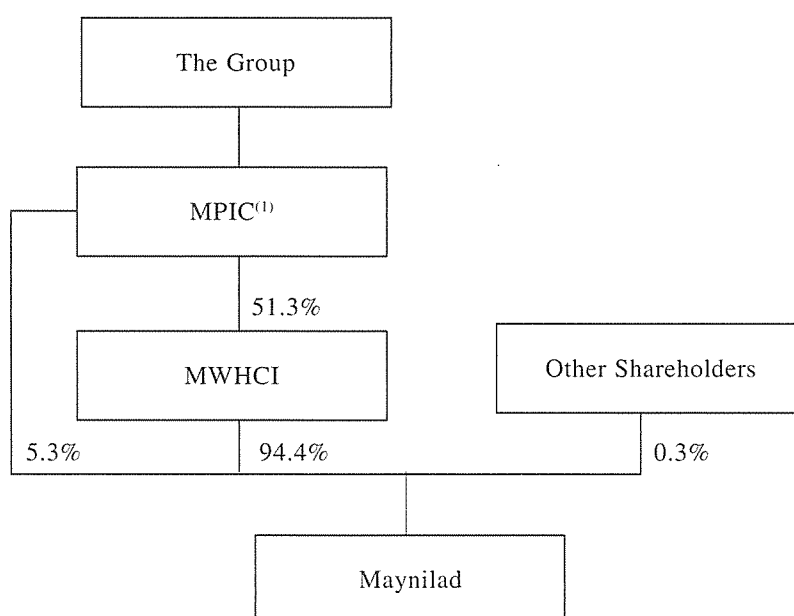 The Group
MPIC(1)
51.3%
MWHCI
Other Shareholders
5.3%
94.4%
0.3%
Maynilad